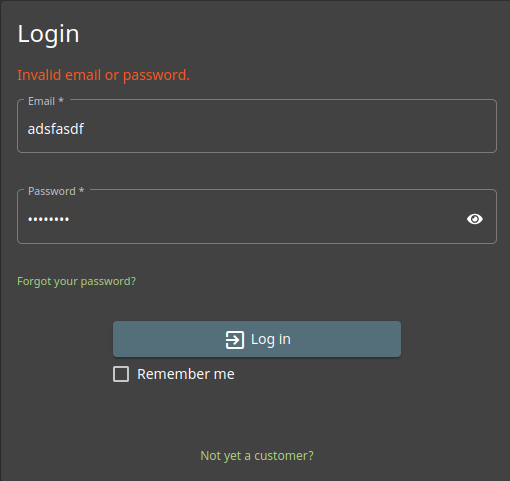 Login
Invalid email or password.
Email *
adsfasdf
Password *
••••••••
Forgot your password?
Log in
Remember me
Not yet a customer?